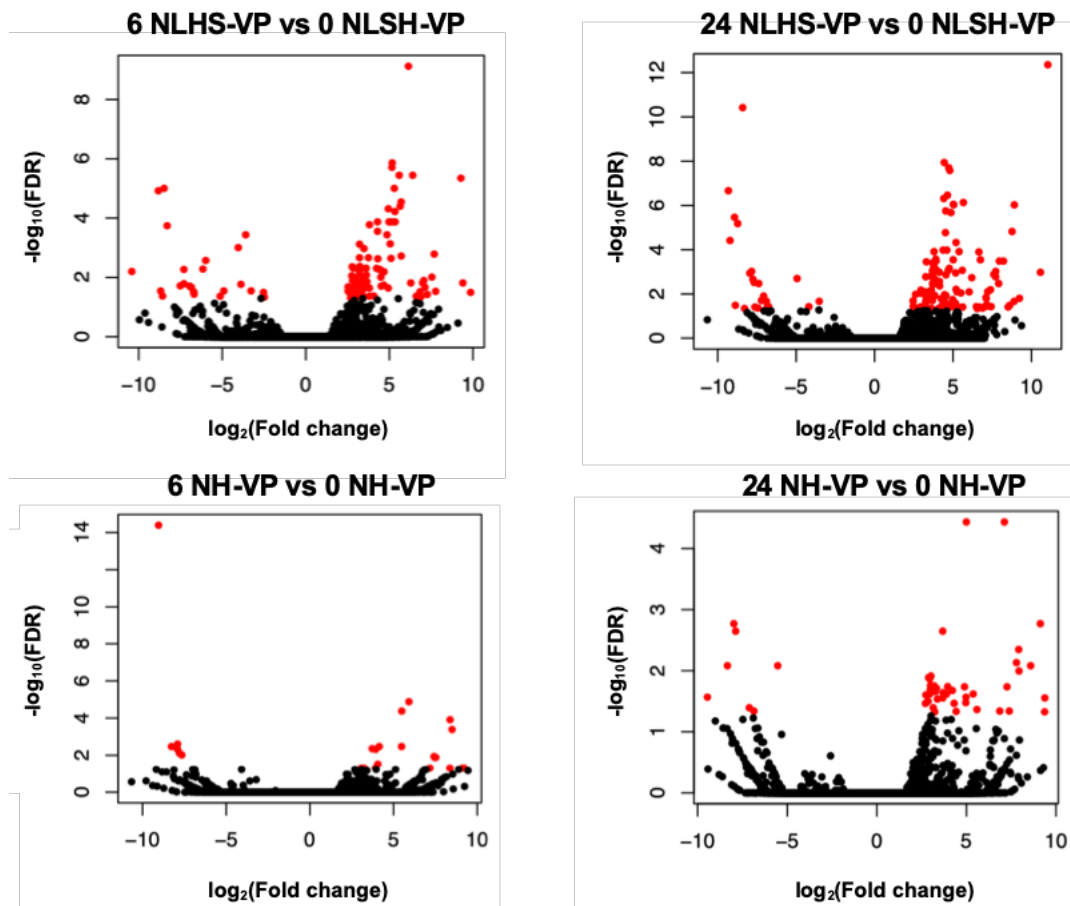 6 NLHS-VP vs 0 NLSH-VP
-log₁₀(FDR)
8
6
4
2
0
−10 −5 0 5 10
log₂(Fold change)
24 NLHS-VP vs 0 NLSH-VP
-log₁₀(FDR)
12
10
8
6
4
2
0
−10 −5 0 5 10
log₂(Fold change)
6 NH-VP vs 0 NH-VP
-log₁₀(FDR)
14
10
8
6
4
2
0
−10 −5 0 5 10
log₂(Fold change)
24 NH-VP vs 0 NH-VP
-log₁₀(FDR)
4
3
2
1
0
−10 −5 0 5 10
log₂(Fold change)